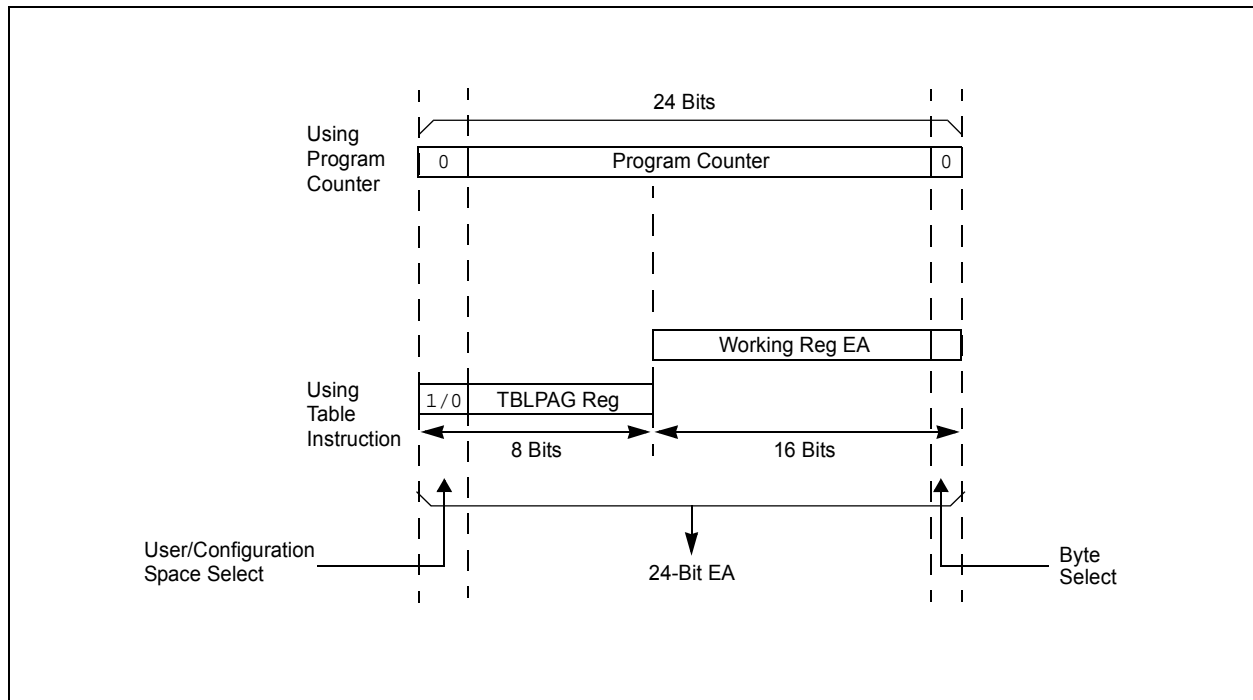 24 Bits
Using
Program
Counter
0
Program Counter
0
Working Reg EA
Using
Table
Instruction
1/0
TBLPAG Reg
8 Bits
16 Bits
User/Configuration
Space Select
24-Bit EA
Byte
Select